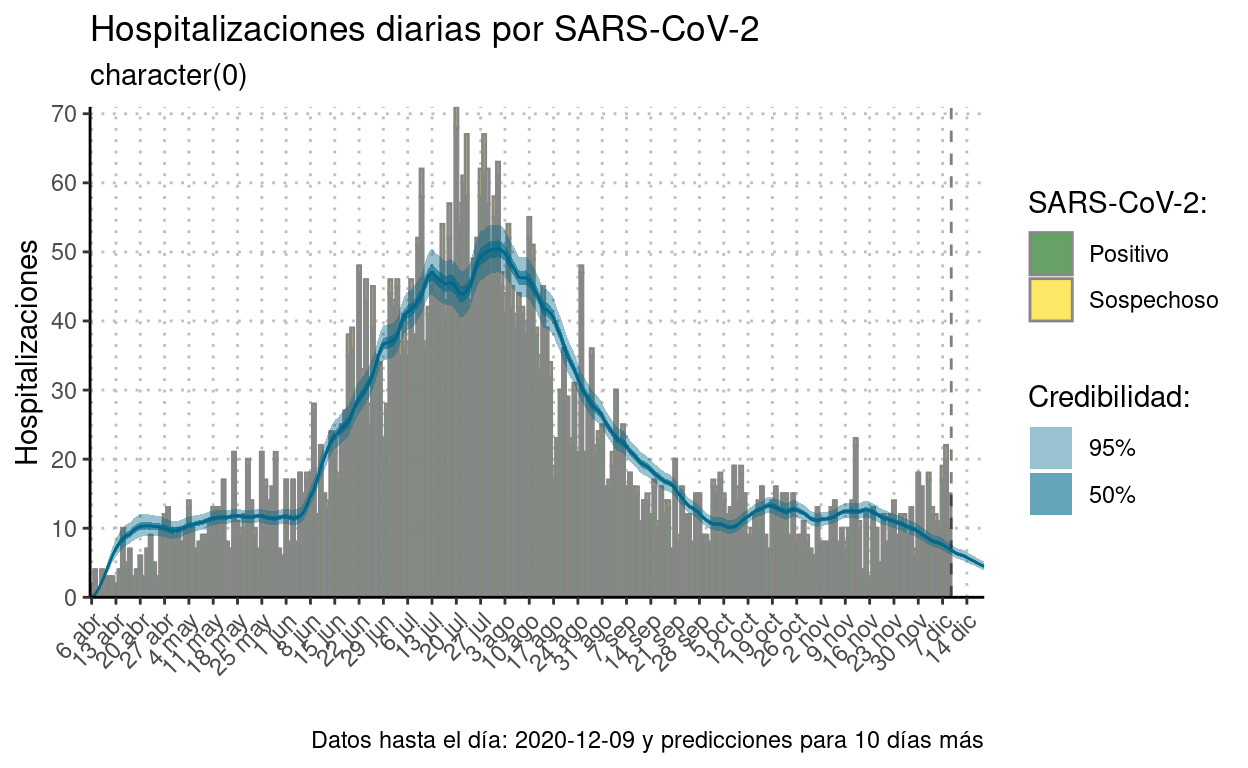 Hospitalizaciones diarias por SARS-CoV-2
character(0)
Hospitalizaciones
70
60
50
40
30
20
10
0
6 abr
13 abr
20 abr
27 abr
4 may
11 may
18 may
25 may
1 jun
8 jun
15 jun
22 jun
29 jun
6 jul
13 jul
20 jul
27 jul
3 ago
10 ago
17 ago
24 ago
31 ago
7 sep
14 sep
21 sep
28 sep
5 oct
12 oct
19 oct
26 oct
2 nov
9 nov
16 nov
23 nov
30 nov
7 dic
14 dic
SARS-CoV-2:
Positivo
Sospechoso
Credibilidad:
95%
50%
Datos hasta el día: 2020-12-09 y predicciones para 10 días más